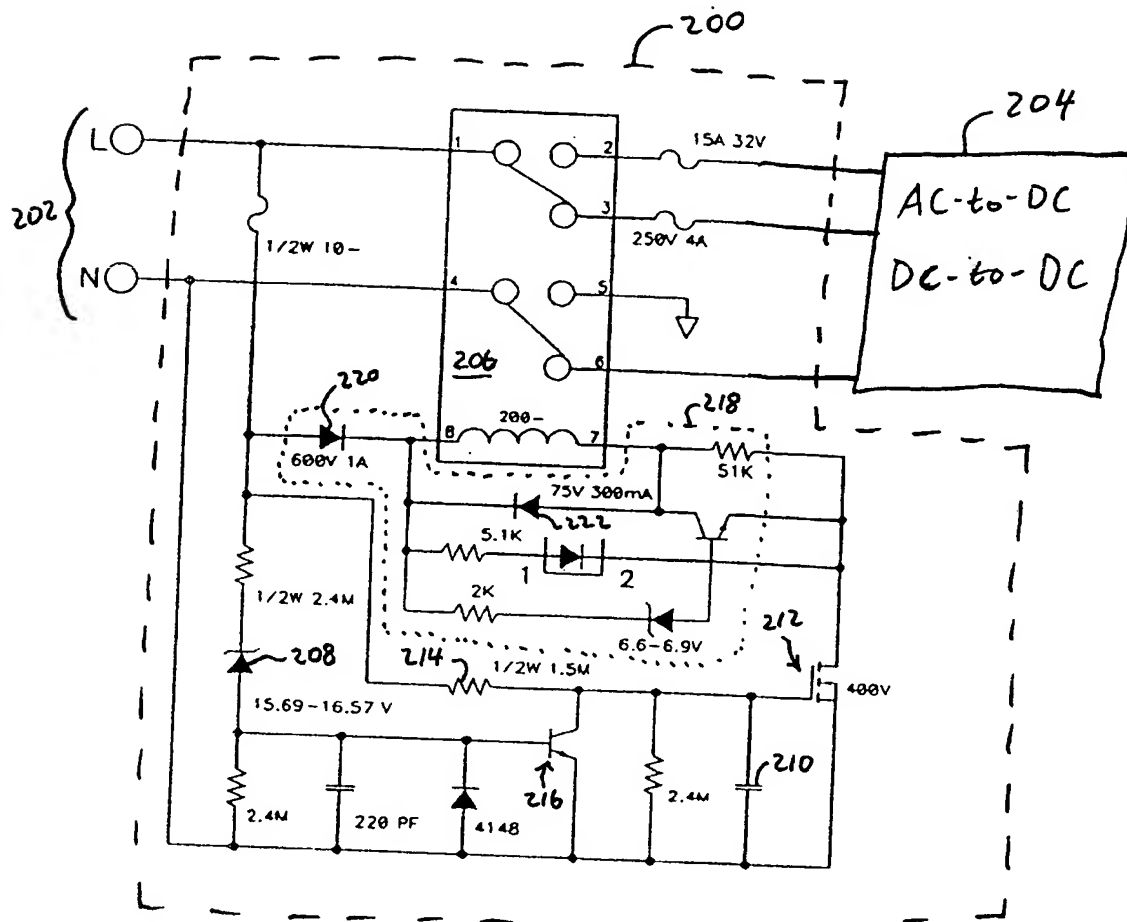 200
204
L
1
2
15A 32V
AC-to-DC
202
3
1/2W 10-
250V 4A
DC-to-DC
N
4
5
206
6
220
200-
218
8
7
600V 1A
51K
75V 300mA
222
5.1K
1
2
1/2W 2.4M
2K
6.6-6.9V
212
208
214
1/2W 1.5M
400V
15.69-16.57 V
216
210
2.4M
220 PF
4148
2.4M